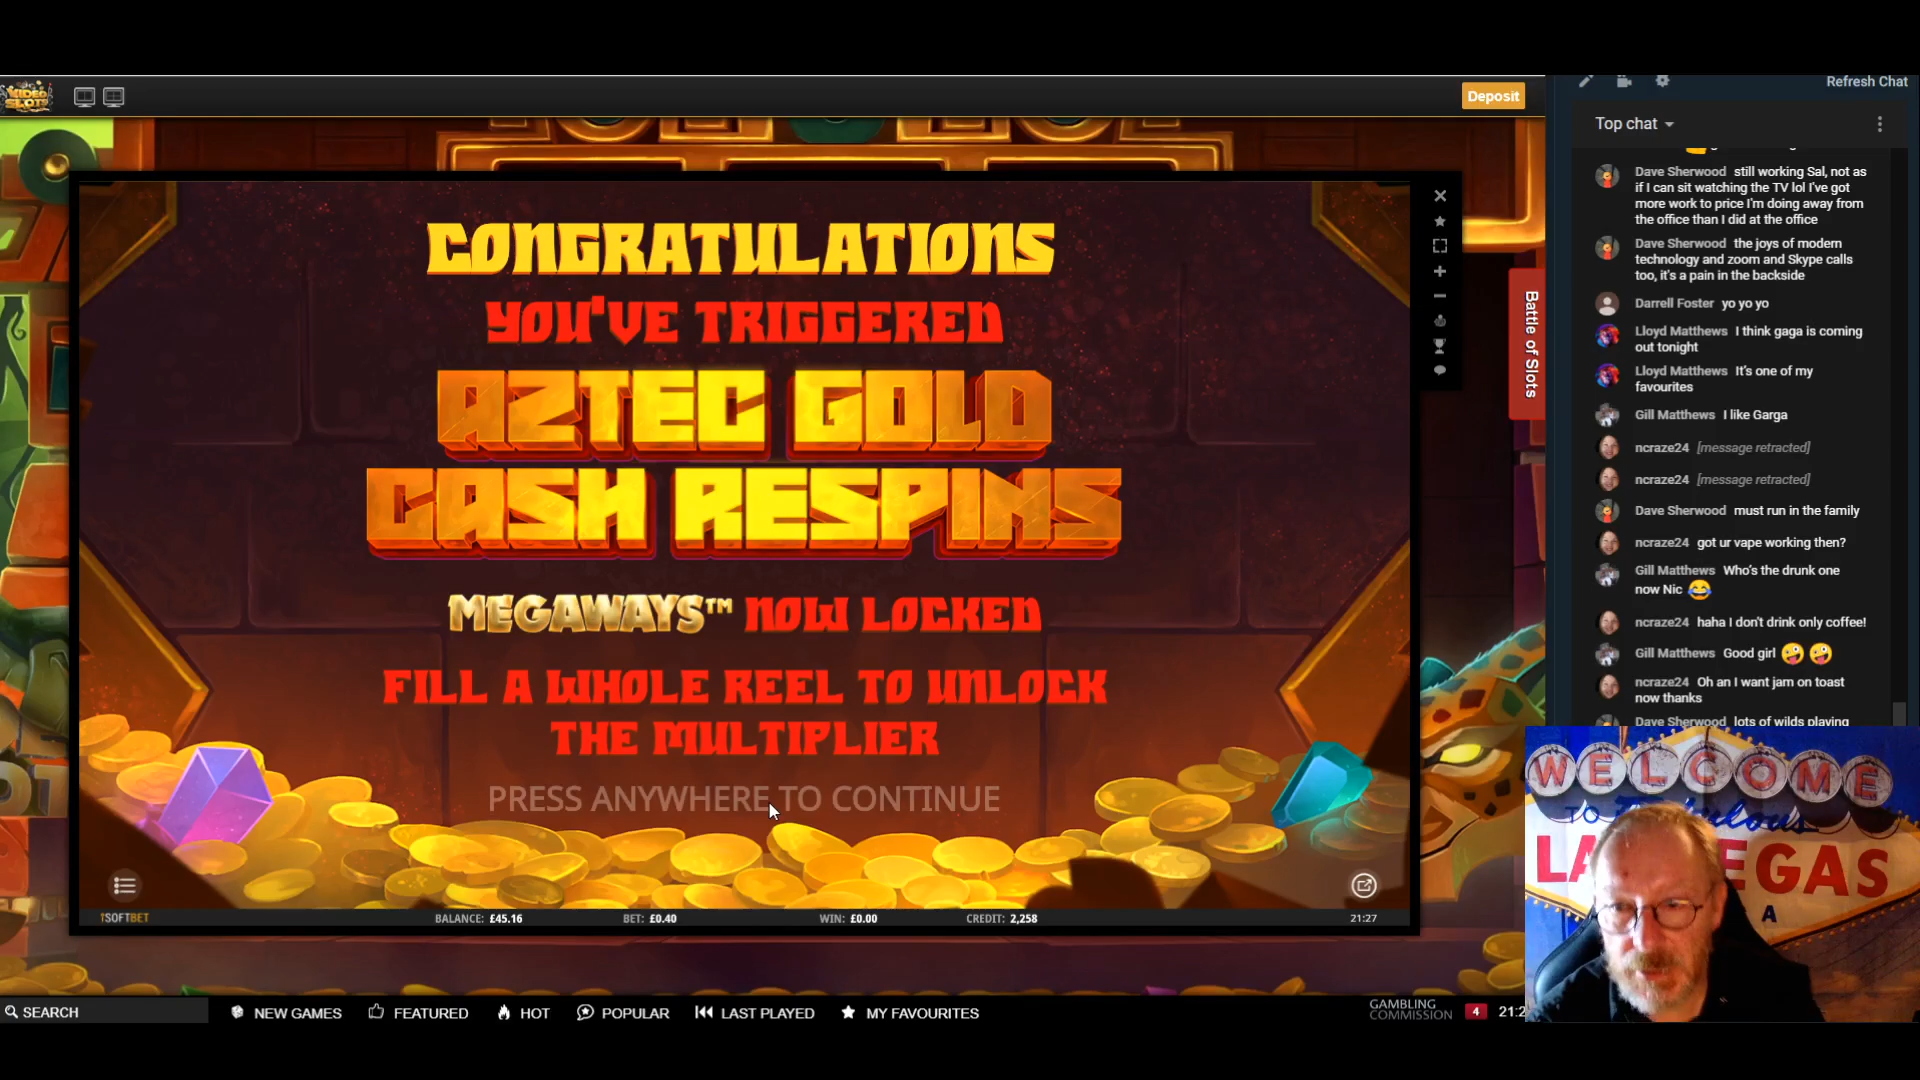 VIDEO
SLOTS
Deposit
Refresh Chat
Top chat
CONGRATULATIONS
YOU'VE TRIGGERED
AZTEC GOLD
CASH RESPINS
MEGAWAYS™ NOW LOCKED
FILL A WHOLE REEL TO UNLOCK
THE MULTIPLIER
PRESS ANYWHERE TO CONTINUE
iSOFTBET
BALANCE: £45.16
BET: £0.40
WIN: £0.00
CREDIT: 2,258
21:27
Battle of Slots
Dave Sherwood still working Sal, not as
if I can sit watching the TV lol I've got
more work to price I'm doing away from
the office than I did at the office
Dave Sherwood the joys of modern
technology and zoom and Skype calls
too, it's a pain in the backside
Darrell Foster yo yo yo
Lloyd Matthews I think gaga is coming
out tonight
Lloyd Matthews It's one of my
favourites
Gill Matthews I like Garga
ncraze24 [message retracted]
ncraze24 [message retracted]
Dave Sherwood must run in the family
ncraze24 got ur vape working then?
Gill Matthews Who's the drunk one
now Nic 😂
ncraze24 haha I don't drink only coffee!
Gill Matthews Good girl 🤪 🤪
ncraze24 Oh an I want jam on toast
now thanks
Dave Sherwood lots of wilds playing
WELCOME
TO Fabulous
LA EGAS
A
SEARCH
NEW GAMES
FEATURED
HOT
POPULAR
LAST PLAYED
MY FAVOURITES
GAMBLING
COMMISSION
4
21:2